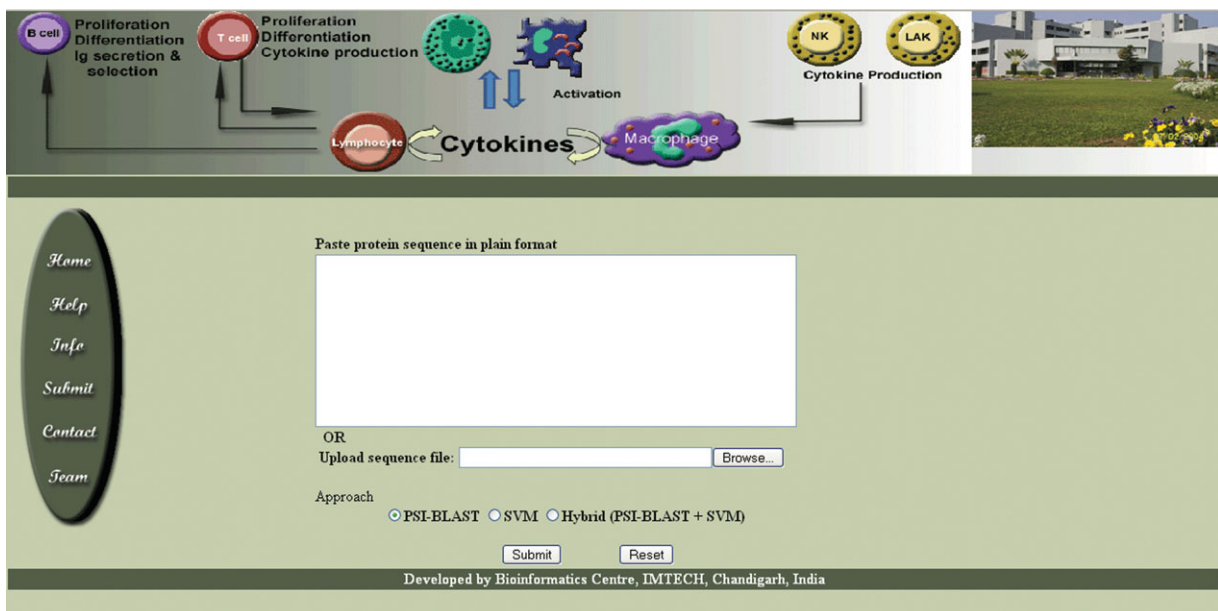 B cell
Proliferation
Differentiation
Ig secretion &
selection
T cell
Proliferation
Differentiation
Cytokine production
Activation
NK
LAK
Cytokine Production
Lymphocyte
Cytokines
Macrophage
Home
Help
Info
Submit
Contact
Team
Paste protein sequence in plain format
OR
Upload sequence file:
Browse...
Approach
PSI-BLAST SVM Hybrid (PSI-BLAST + SVM)
Submit Reset
Developed by Bioinformatics Centre, IMTECH, Chandigarh, India